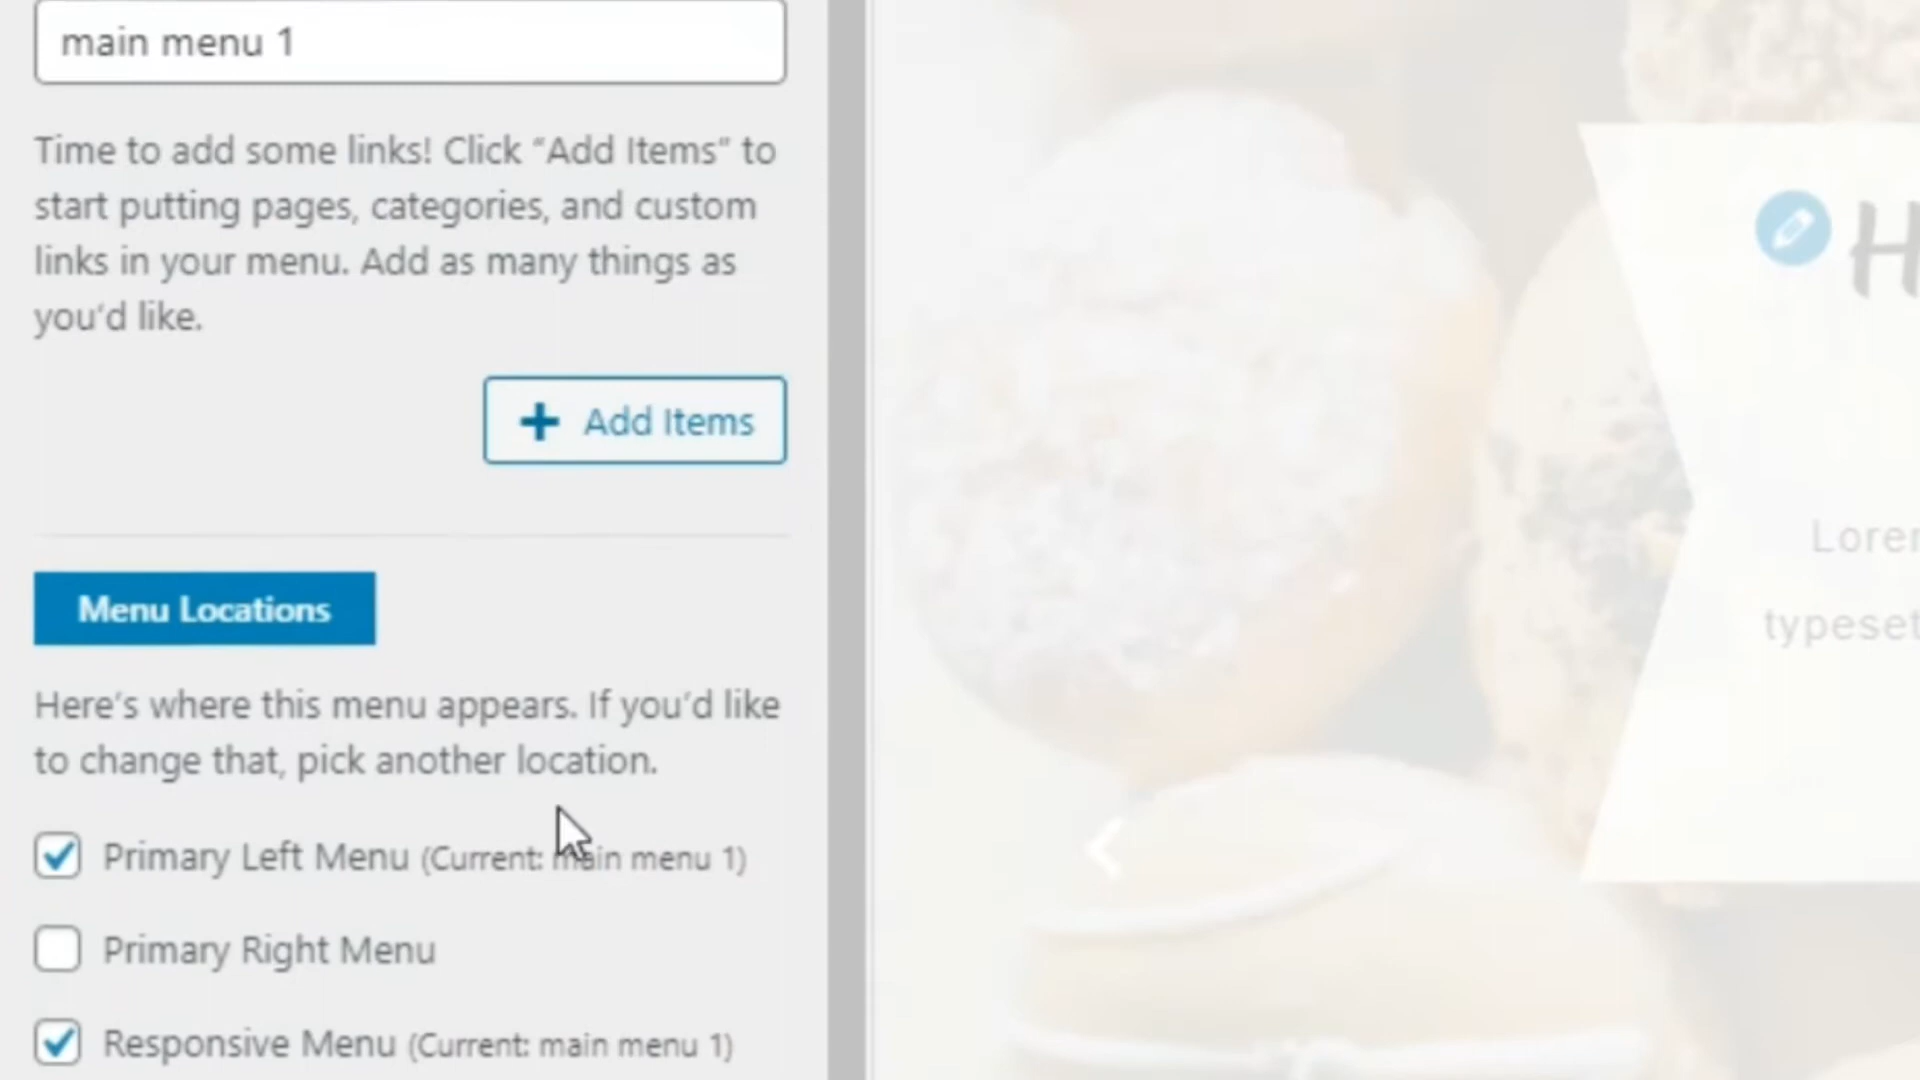 main menu 1
Time to add some links! Click “Add Items” to
start putting pages, categories, and custom
links in your menu. Add as many things as
you’d like.
+ Add Items
Menu Locations
Here’s where this menu appears. If you’d like
to change that, pick another location.
Primary Left Menu (Current: main menu 1)
Primary Right Menu
Responsive Menu (Current: main menu 1)
H
Lorem
typeset